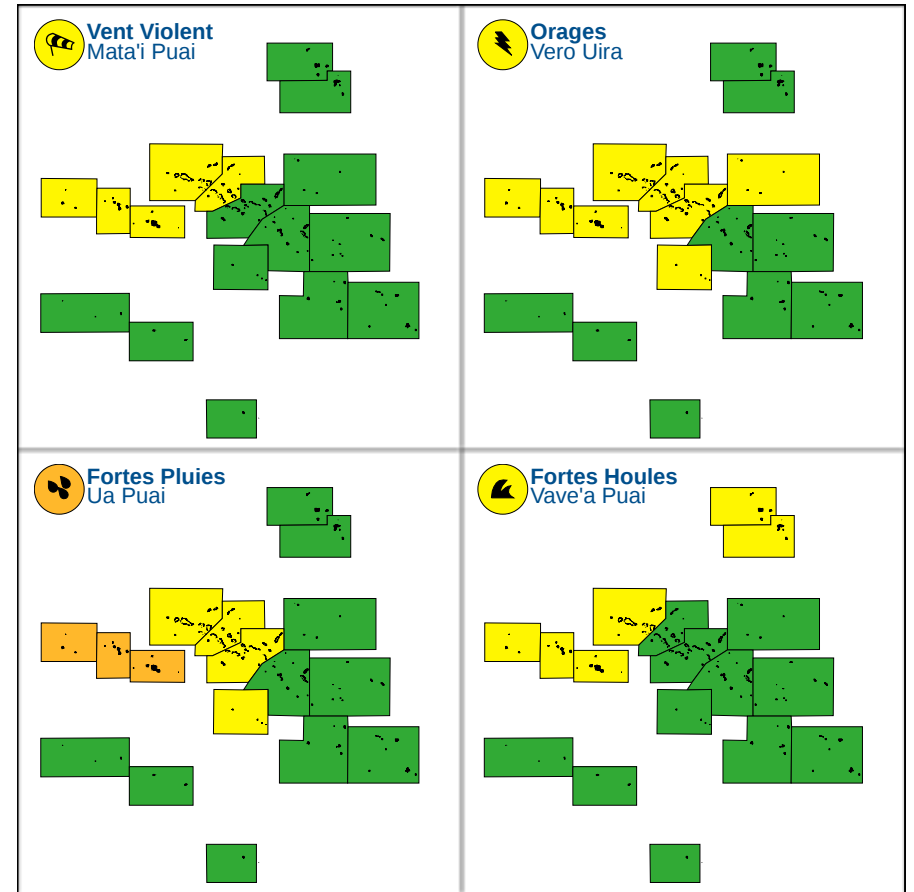 Vent Violent
Mata'i Puai
Orages
Vero Uira
Fortes Pluies
Ua Puai
Fortes Houles
Vave'a Puai